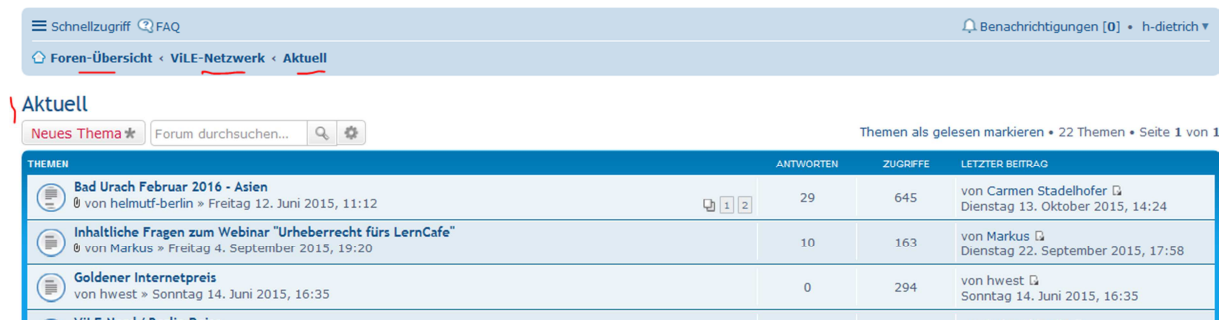 Schnellzugriff FAQ Benachrichtigungen [0] • h-dietrich
Foren-Übersicht ‹ ViLE-Netzwerk ‹ Aktuell
Aktuell
Neues Thema Forum durchsuchen... Themen als gelesen markieren • 22 Themen • Seite 1 von 1
THEMEN ANTWORTEN ZUGRIFFE LETZTER BEITRAG
Bad Urach Februar 2016 - Asien
von helmutf-berlin » Freitag 12. Juni 2015, 11:12
1 2
29 645
von Carmen Stadelhofer
Dienstag 13. Oktober 2015, 14:24
Inhaltliche Fragen zum Webinar "Urheberrecht fürs LernCafe"
von Markus » Freitag 4. September 2015, 19:20
10 163
von Markus
Dienstag 22. September 2015, 17:58
Goldener Internetpreis
von hwest » Sonntag 14. Juni 2015, 16:35
0 294
von hwest
Sonntag 14. Juni 2015, 16:35